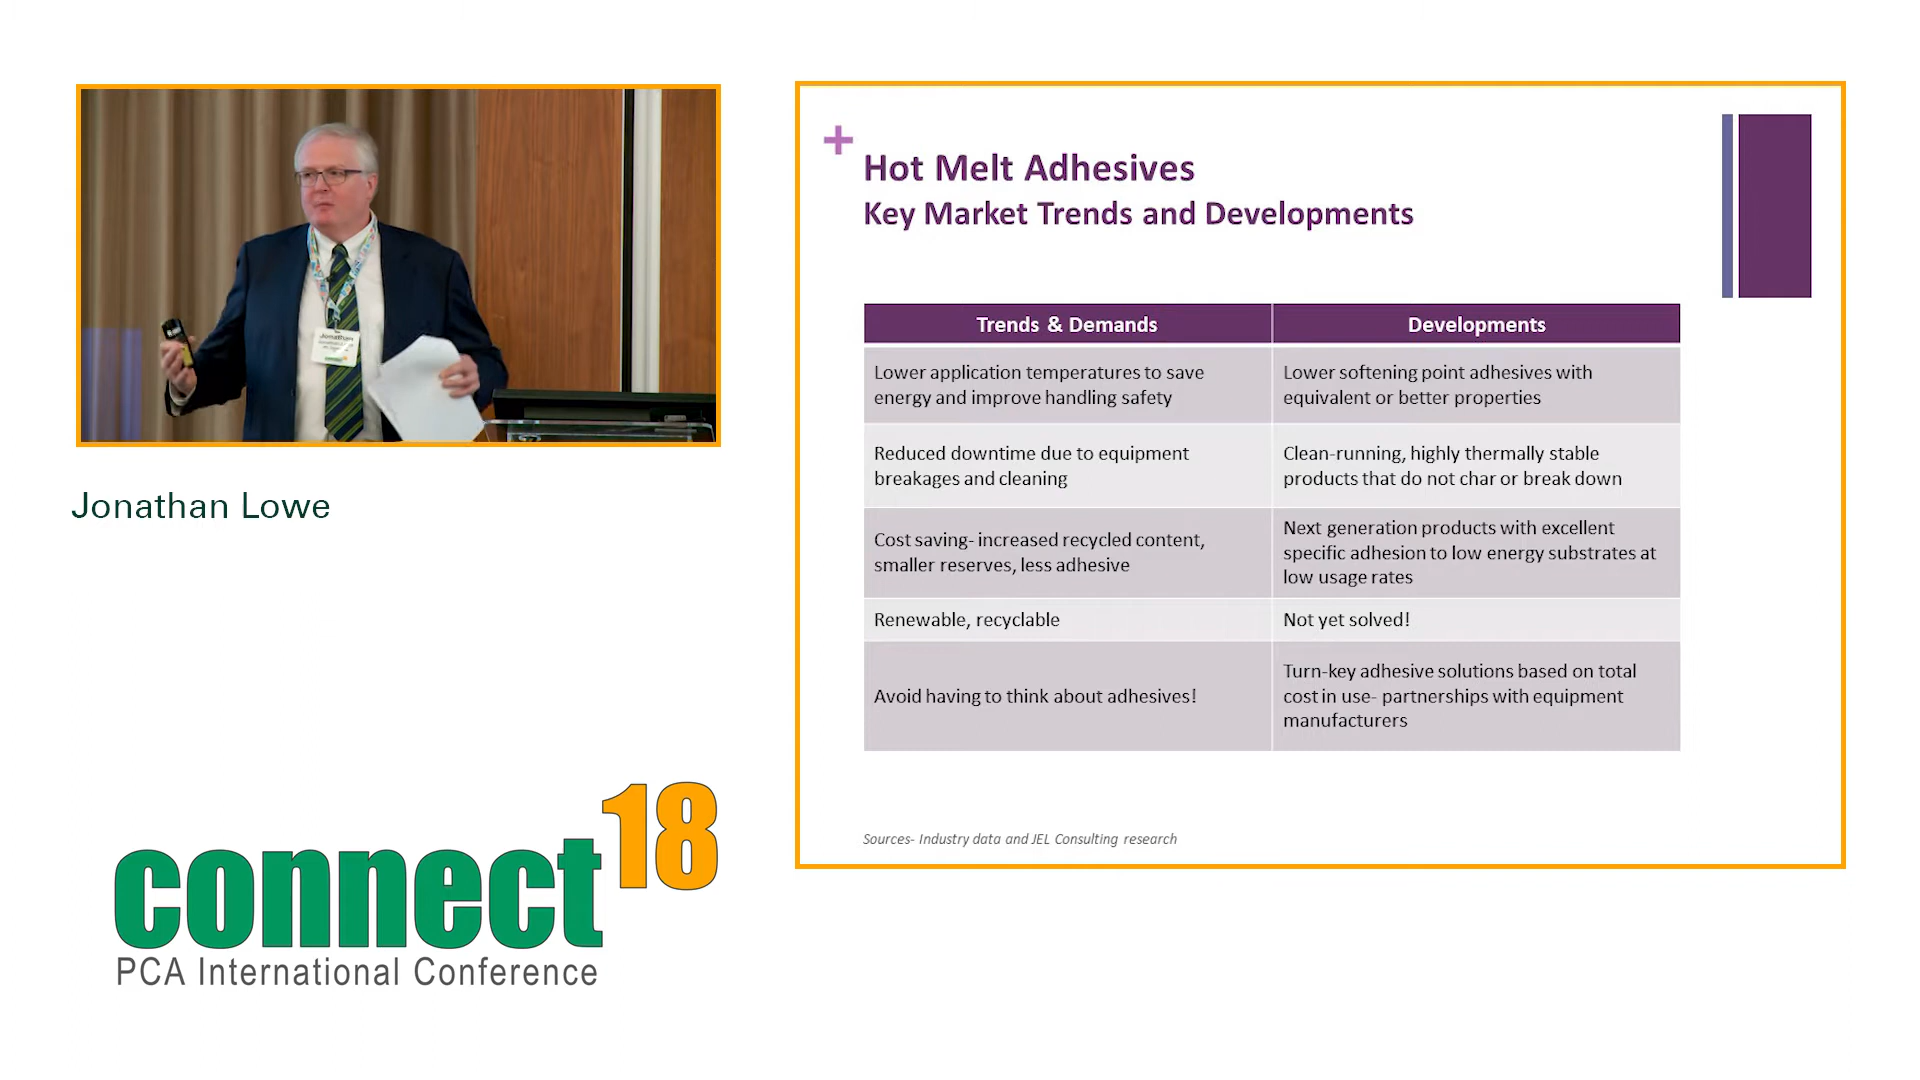 Jonathan
Jonathan Lowe
connect18
PCA International Conference
+
Hot Melt Adhesives
Key Market Trends and Developments
Trends & Demands
Developments
Lower application temperatures to save
energy and improve handling safety
Lower softening point adhesives with
equivalent or better properties
Reduced downtime due to equipment
breakages and cleaning
Clean-running, highly thermally stable
products that do not char or break down
Cost saving- increased recycled content,
smaller reserves, less adhesive
Next generation products with excellent
specific adhesion to low energy substrates at
low usage rates
Renewable, recyclable
Not yet solved!
Avoid having to think about adhesives!
Turn-key adhesive solutions based on total
cost in use- partnerships with equipment
manufacturers
Sources- Industry data and JEL Consulting research